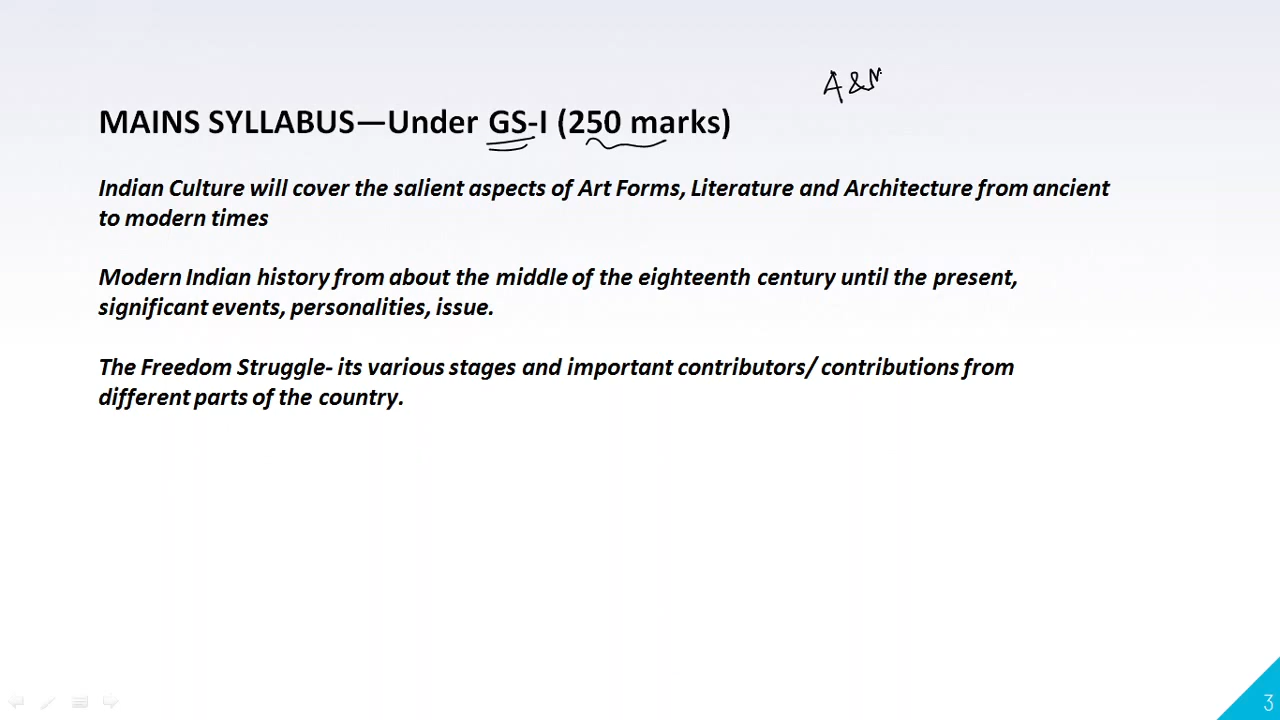 A & M
MAINS SYLLABUS—Under GS-I (250 marks)
Indian Culture will cover the salient aspects of Art Forms, Literature and Architecture from ancient
to modern times
Modern Indian history from about the middle of the eighteenth century until the present,
significant events, personalities, issue.
The Freedom Struggle- its various stages and important contributors/ contributions from
different parts of the country.
3